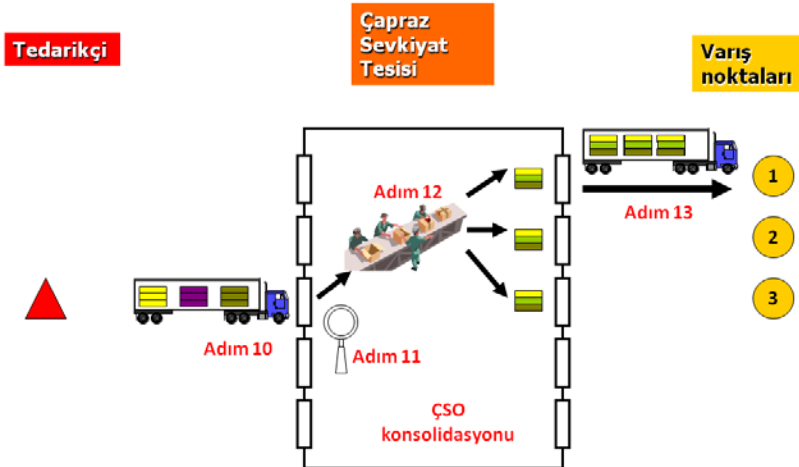 Tedarikçi
Çapraz
Sevkiyat
Tesisi
Varış
noktaları
Adım 12
1
Adım 13
2
3
Adım 10
Adım 11
ÇSO
konsolidasyonu